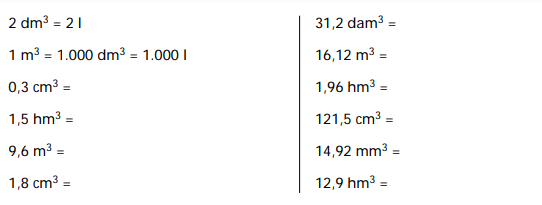 2 dm³ = 2 l
1 m³ = 1.000 dm³ = 1.000 l
0,3 cm³ =
1,5 hm³ =
9,6 m³ =
1,8 cm³ =
31,2 dam³ =
16,12 m³ =
1,96 hm³ =
121,5 cm³ =
14,92 mm³ =
12,9 hm³ =